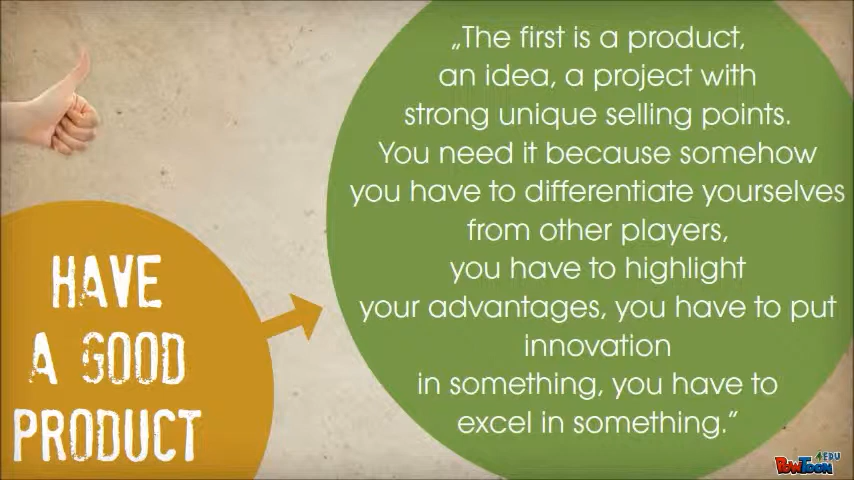 „The first is a product,
an idea, a project with
strong unique selling points.
You need it because somehow
you have to differentiate yourselves
from other players,
you have to highlight
your advantages, you have to put
innovation
in something, you have to
excel in something.”
HAVE
A GOOD
PRODUCT
4EDU
POWTOON